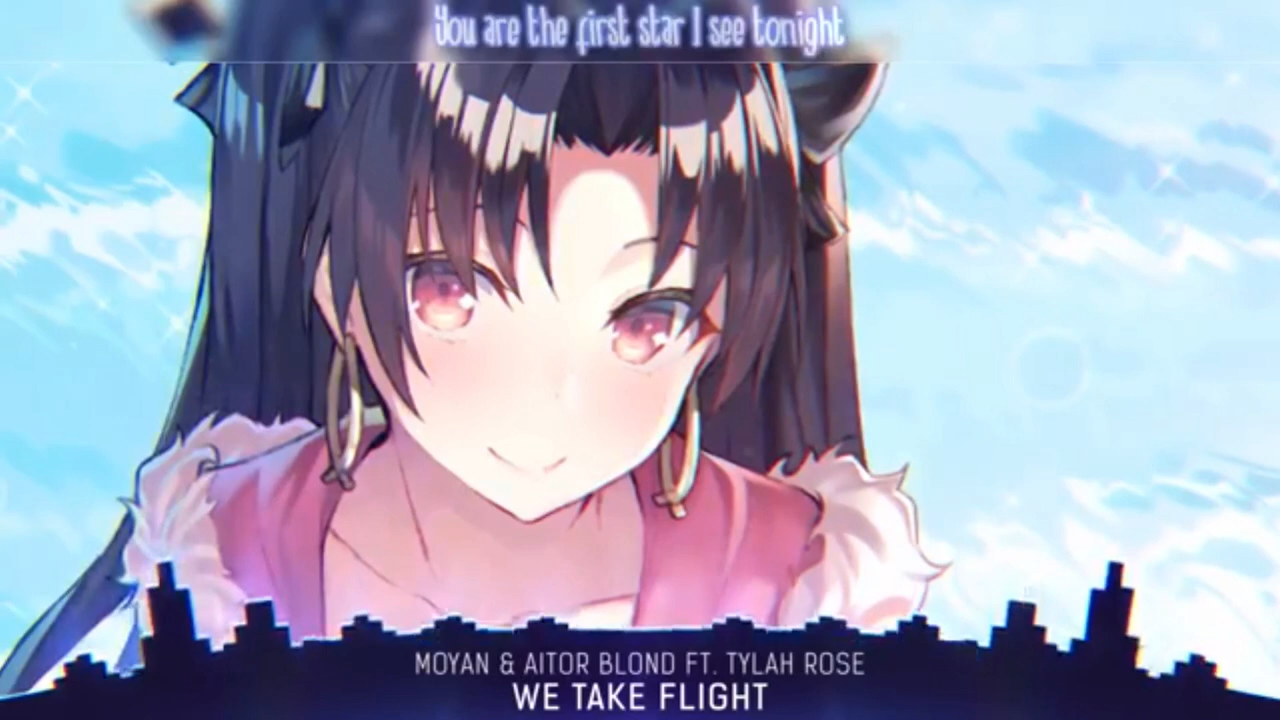 You are the first star I see tonight
MOYAN & AITOR BLOND FT. TYLAH ROSE
WE TAKE FLIGHT